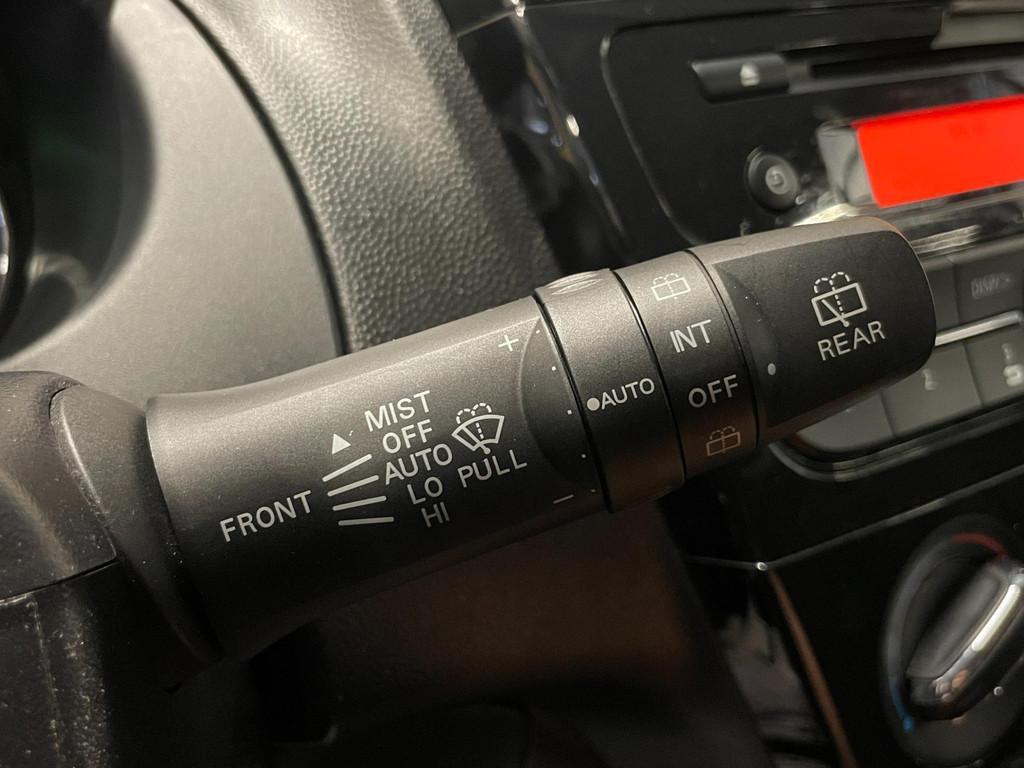 FRONT
MIST
OFF
AUTO
LO
HI
PULL
+
−
AUTO
INT
OFF
REAR